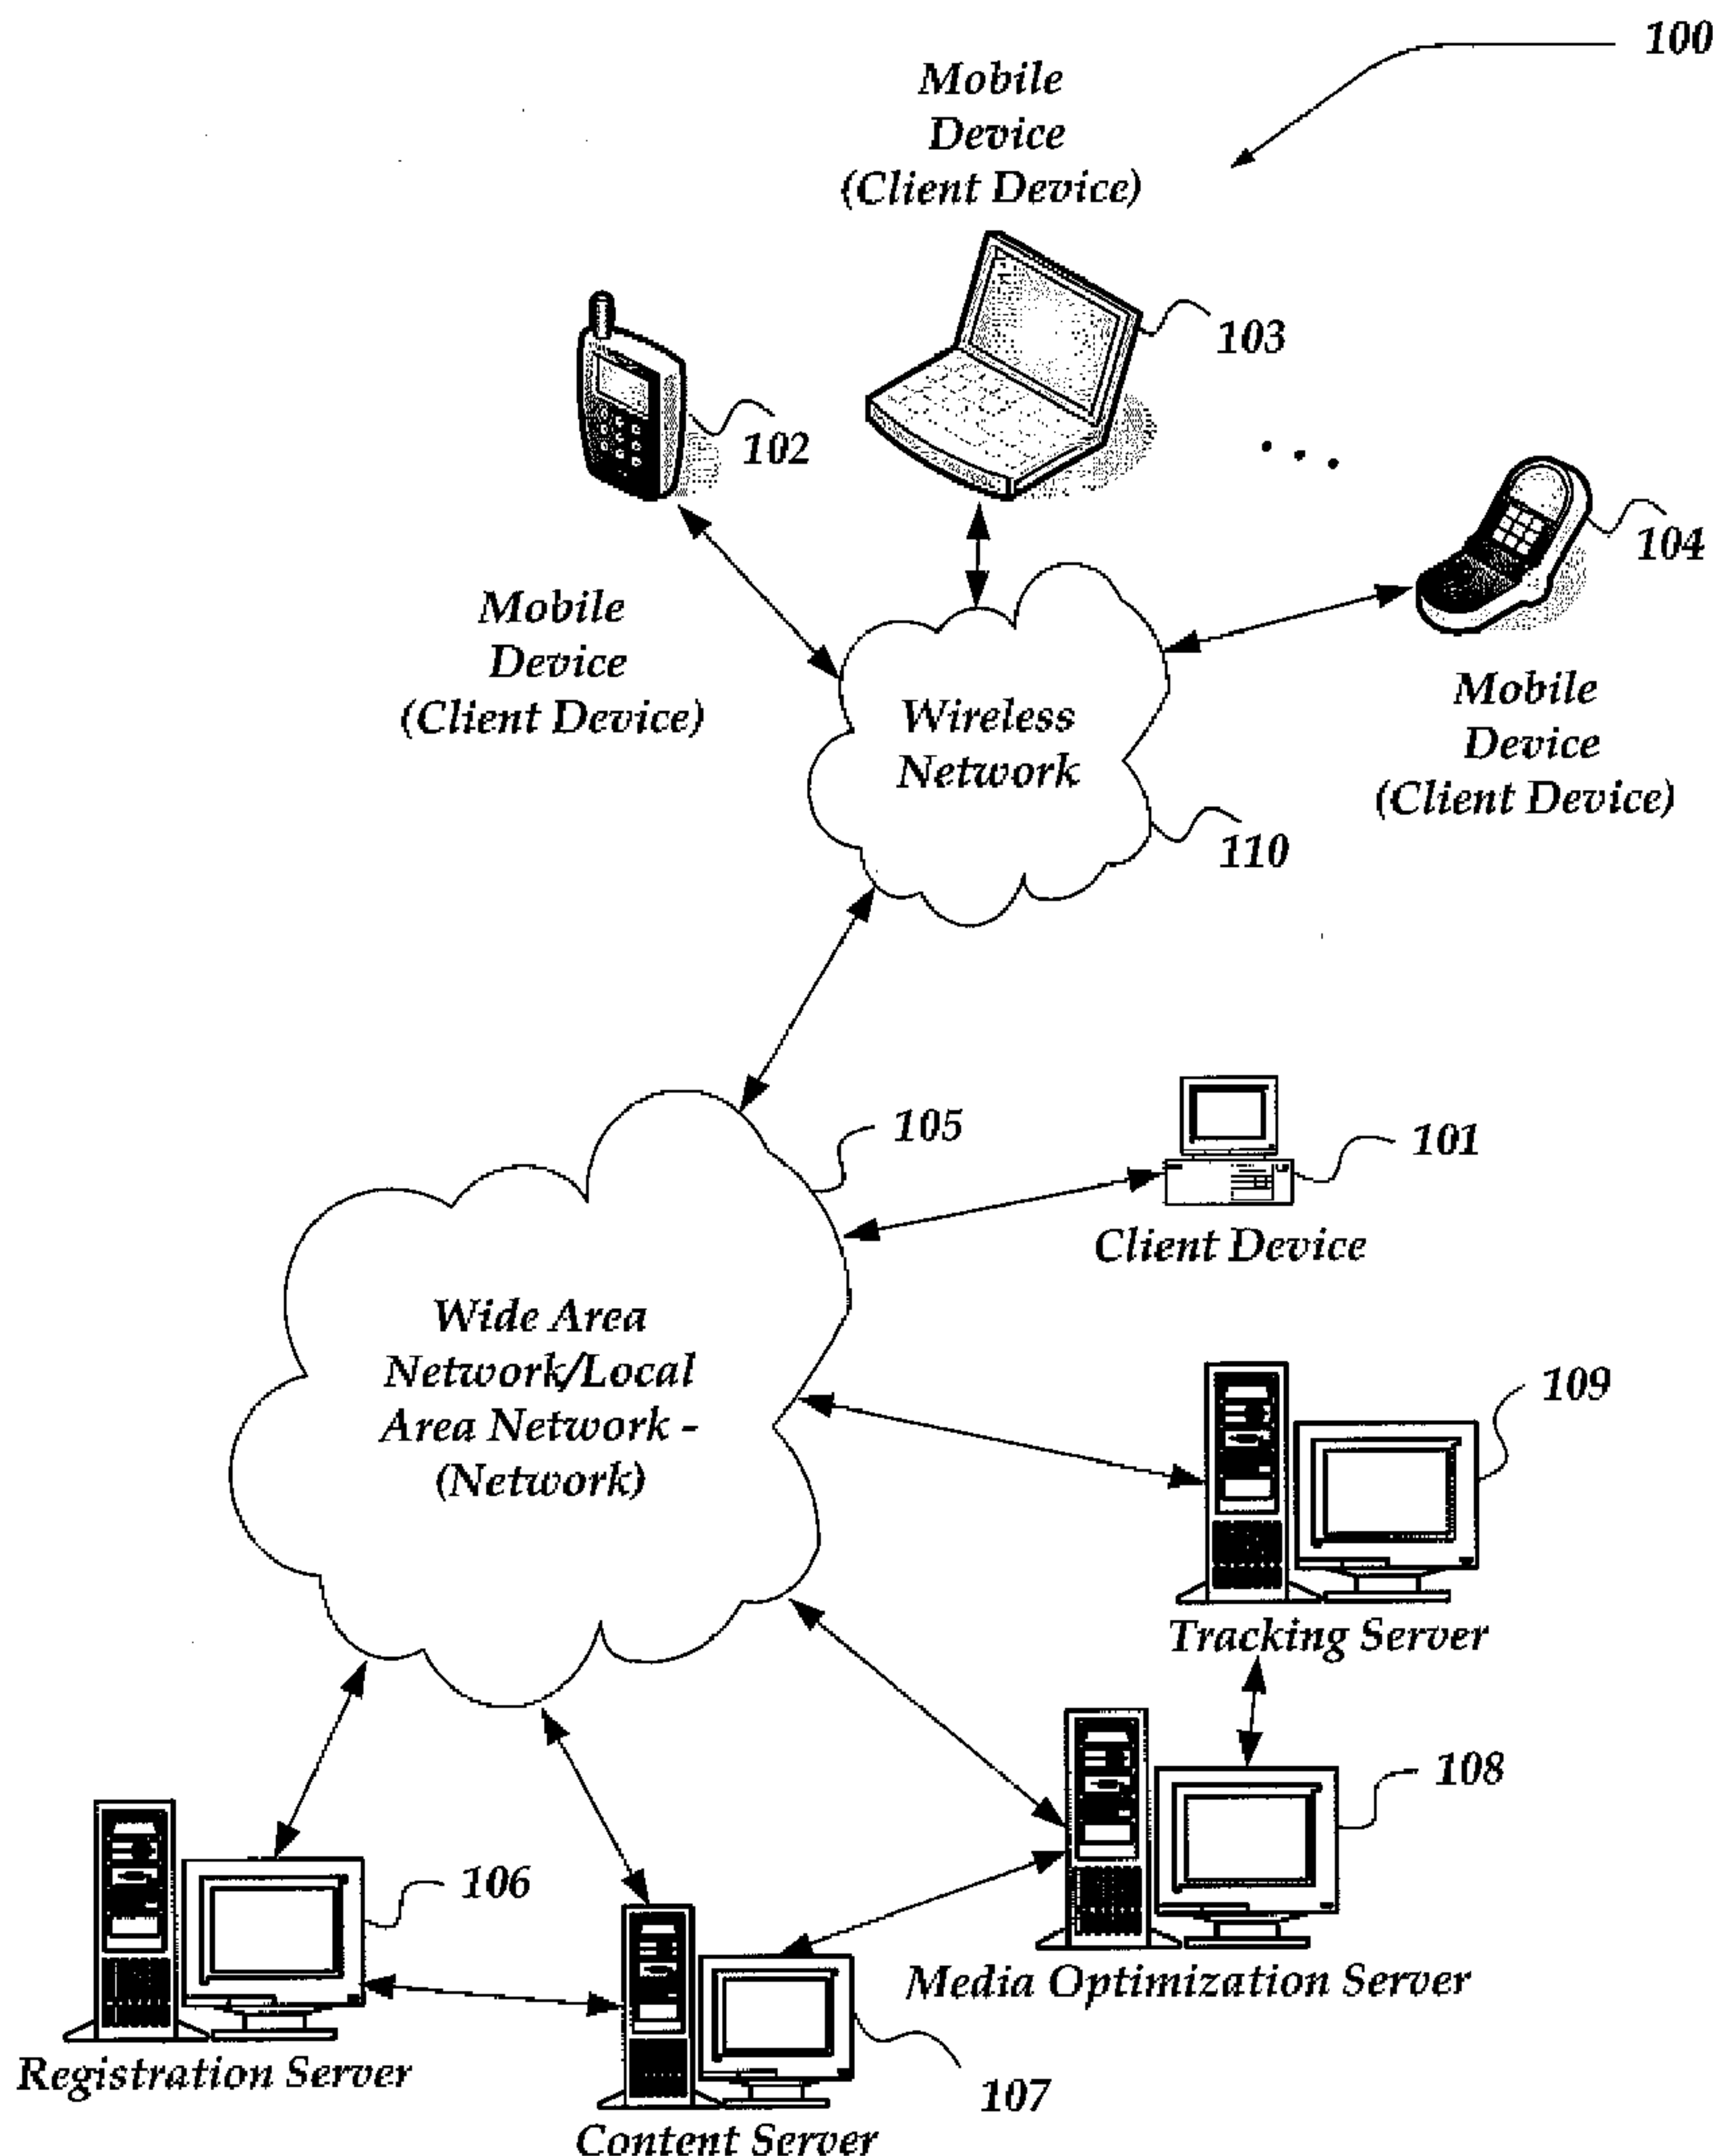 100
Mobile
Device
(Client Device)
103
102
104
Mobile
Device
(Client Device)
Wireless
Network
Mobile
Device
(Client Device)
110
105
101
Client Device
Wide Area
Network/Local
Area Network -
(Network)
109
Tracking Server
108
106
Media Optimization Server
Registration Server
107
Content Server